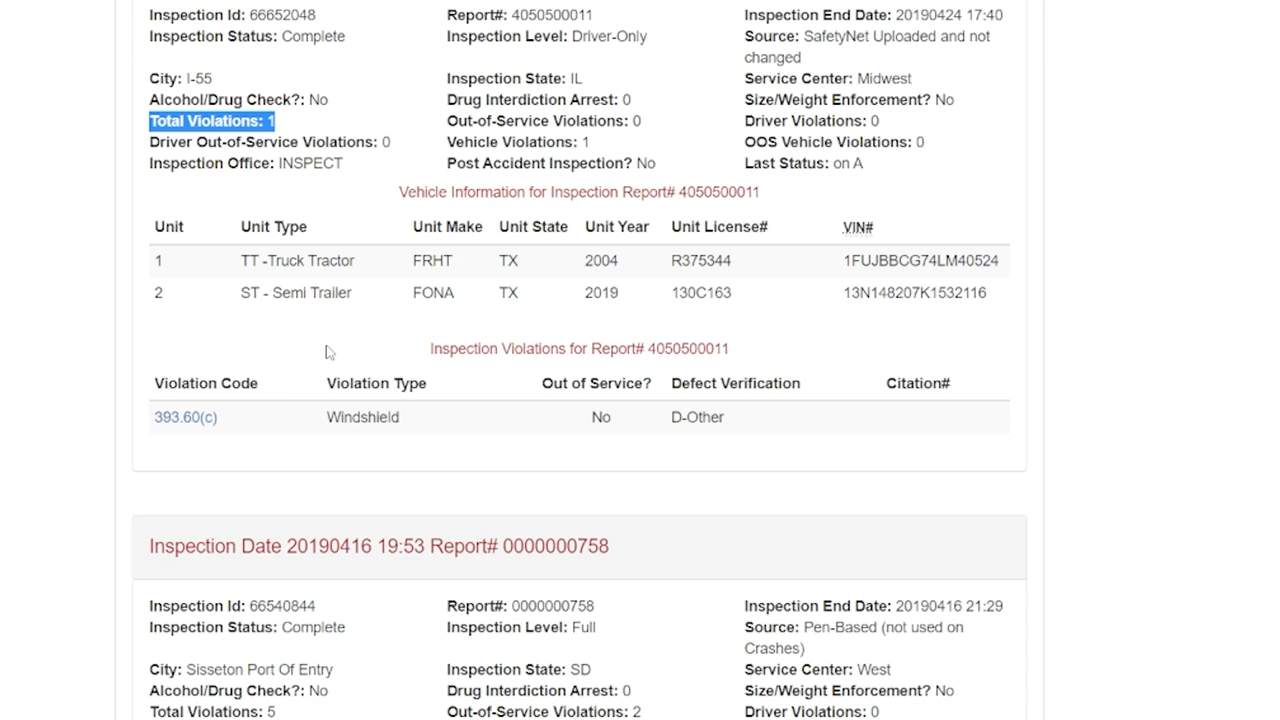 Inspection Id: 66652048 Report#: 4050500011 Inspection End Date: 20190424 17:40
Inspection Status: Complete Inspection Level: Driver-Only Source: SafetyNet Uploaded and not
changed
City: I-55 Inspection State: IL Service Center: Midwest
Alcohol/Drug Check?: No Drug Interdiction Arrest: 0 Size/Weight Enforcement? No
Total Violations: 1 Out-of-Service Violations: 0 Driver Violations: 0
Driver Out-of-Service Violations: 0 Vehicle Violations: 1 OOS Vehicle Violations: 0
Inspection Office: INSPECT Post Accident Inspection? No Last Status: on A
Vehicle Information for Inspection Report# 4050500011
Unit Unit Type Unit Make Unit State Unit Year Unit License# VIN#
1 TT -Truck Tractor FRHT TX 2004 R375344 1FUJBBCG74LM40524
2 ST - Semi Trailer FONA TX 2019 130C163 13N148207K1532116
Inspection Violations for Report# 4050500011
Violation Code Violation Type Out of Service? Defect Verification Citation#
393.60(c) Windshield No D-Other
Inspection Date 20190416 19:53 Report# 0000000758
Inspection Id: 66540844 Report#: 0000000758 Inspection End Date: 20190416 21:29
Inspection Status: Complete Inspection Level: Full Source: Pen-Based (not used on
Crashes)
City: Sisseton Port Of Entry Inspection State: SD Service Center: West
Alcohol/Drug Check?: No Drug Interdiction Arrest: 0 Size/Weight Enforcement? No
Total Violations: 5 Out-of-Service Violations: 2 Driver Violations: 0